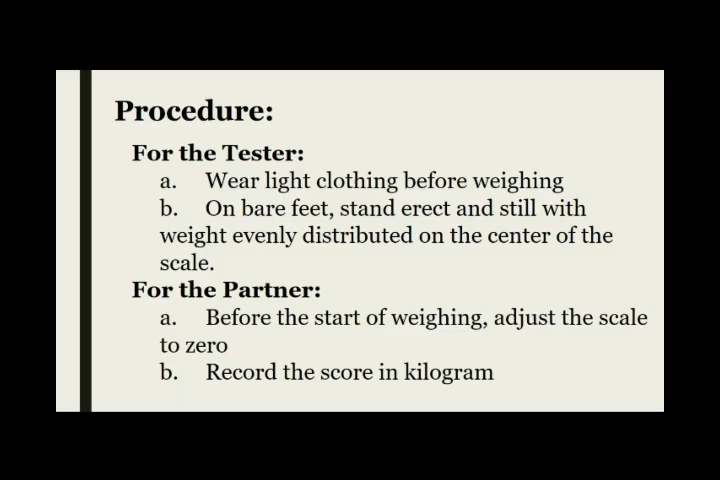 Procedure:
For the Tester:
a. Wear light clothing before weighing
b. On bare feet, stand erect and still with
weight evenly distributed on the center of the
scale.
For the Partner:
a. Before the start of weighing, adjust the scale
to zero
b. Record the score in kilogram